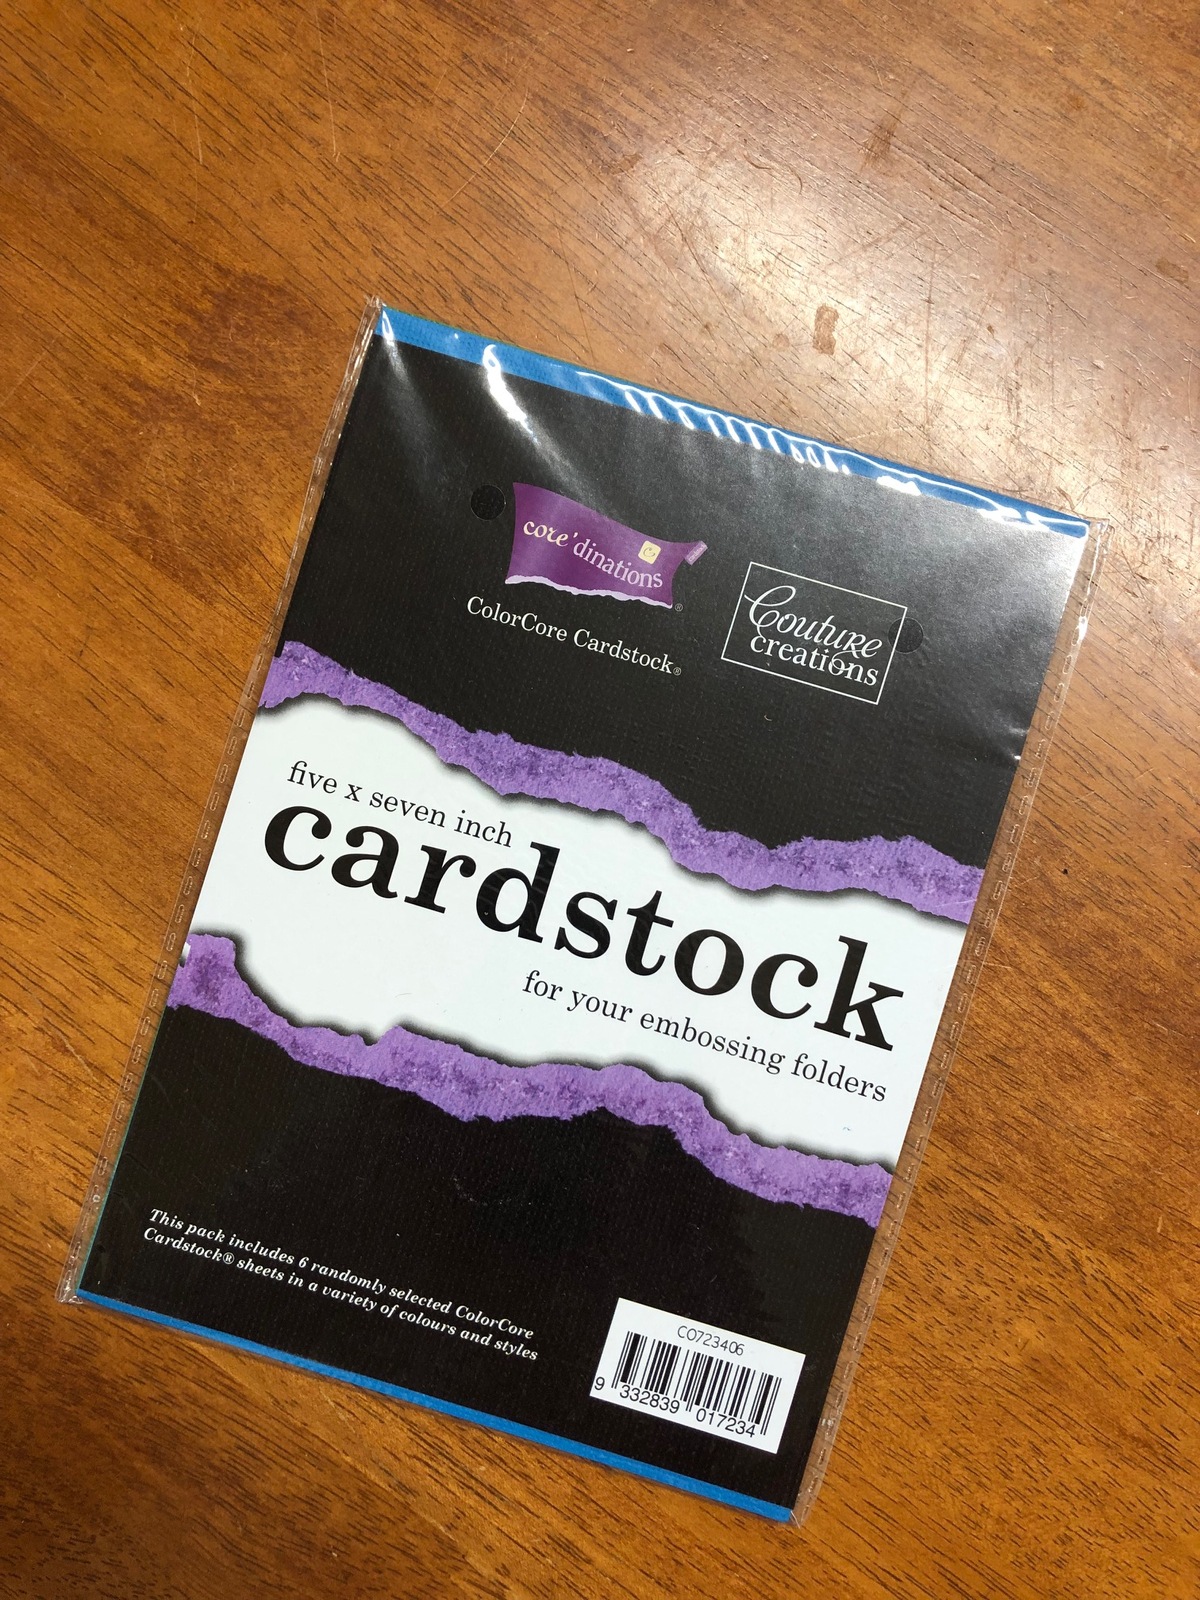 core'dinations
®
ColorCore Cardstock®
Couture
creations
five x seven inch
cardstock
for your embossing folders
This pack includes 6 randomly selected ColorCore
Cardstock® sheets in a variety of colours and styles
CO723406
9 332839 017234